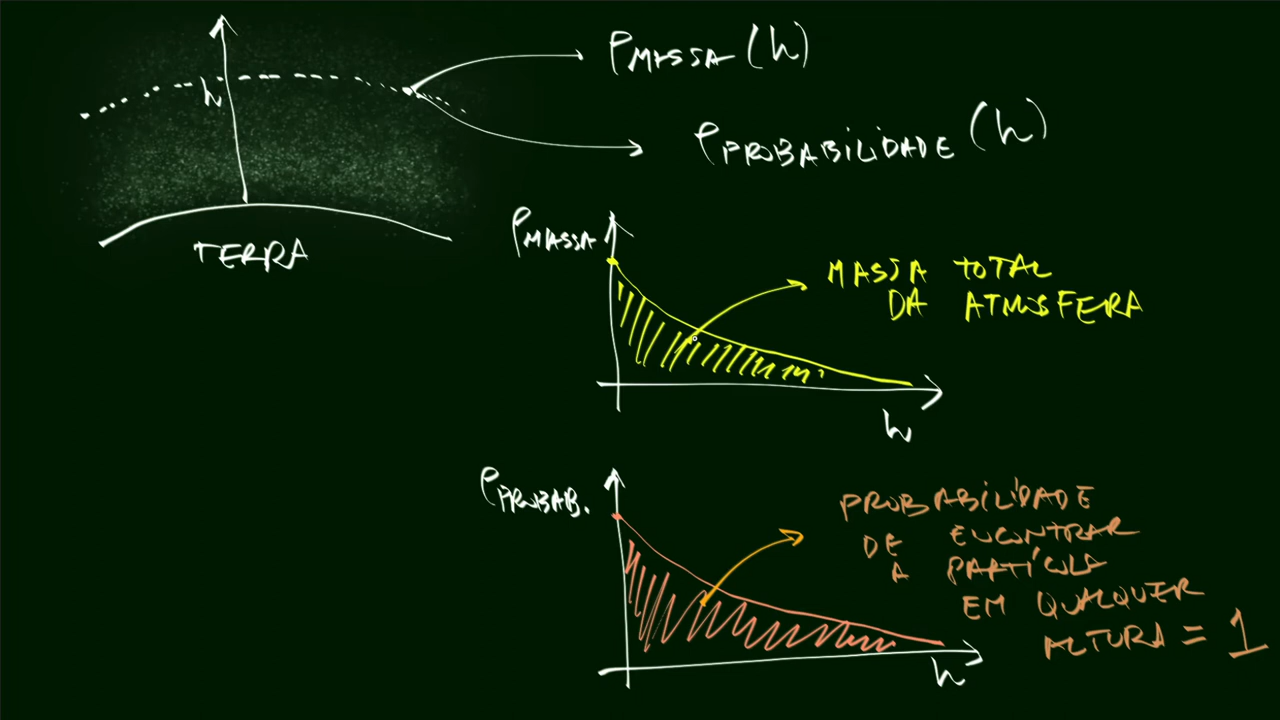 ρMASSA (h)
h
ρPROBABILIDADE (h)
TERRA
ρMASSA
MASSA TOTAL
DA ATMOSFERA
h
ρPROBAB.
PROBABILIDADE
DE ENCONTRAR
A PARTÍCULA
EM QUALQUER
ALTURA = 1
h